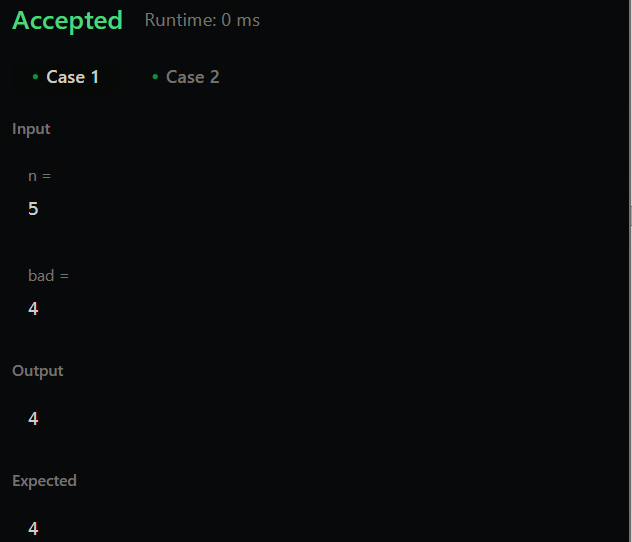 Accepted Runtime: 0 ms
• Case 1 • Case 2
Input
n =
5
bad =
4
Output
4
Expected
4